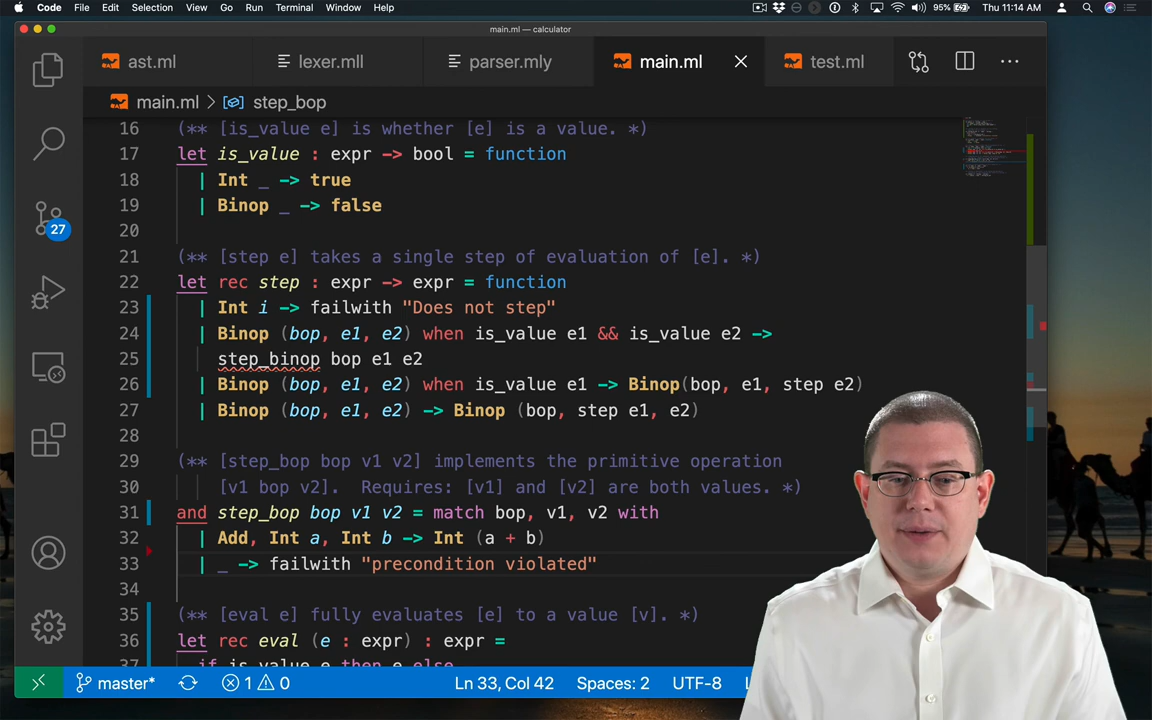 Code File Edit Selection View Go Run Terminal Window Help 95% Thu 11:14 AM
main.ml — calculator
ast.ml lexer.mll parser.mly main.ml test.ml
main.ml > step_bop
16 (** [is_value e] is whether [e] is a value. *)
17 let is_value : expr -> bool = function
18 | Int _ -> true
19 | Binop _ -> false
20
21 (** [step e] takes a single step of evaluation of [e]. *)
22 let rec step : expr -> expr = function
23 | Int i -> failwith "Does not step"
24 | Binop (bop, e1, e2) when is_value e1 && is_value e2 ->
25 step_binop bop e1 e2
26 | Binop (bop, e1, e2) when is_value e1 -> Binop(bop, e1, step e2)
27 | Binop (bop, e1, e2) -> Binop (bop, step e1, e2)
28
29 (** [step_bop bop v1 v2] implements the primitive operation
30 [v1 bop v2].  Requires: [v1] and [v2] are both values. *)
31 and step_bop bop v1 v2 = match bop, v1, v2 with
32 | Add, Int a, Int b -> Int (a + b)
33 | _ -> failwith "precondition violated"
34
35 (** [eval e] fully evaluates [e] to a value [v]. *)
36 let rec eval (e : expr) : expr =
37 if is_value e then e else
27
master* 1 0 Ln 33, Col 42 Spaces: 2 UTF-8